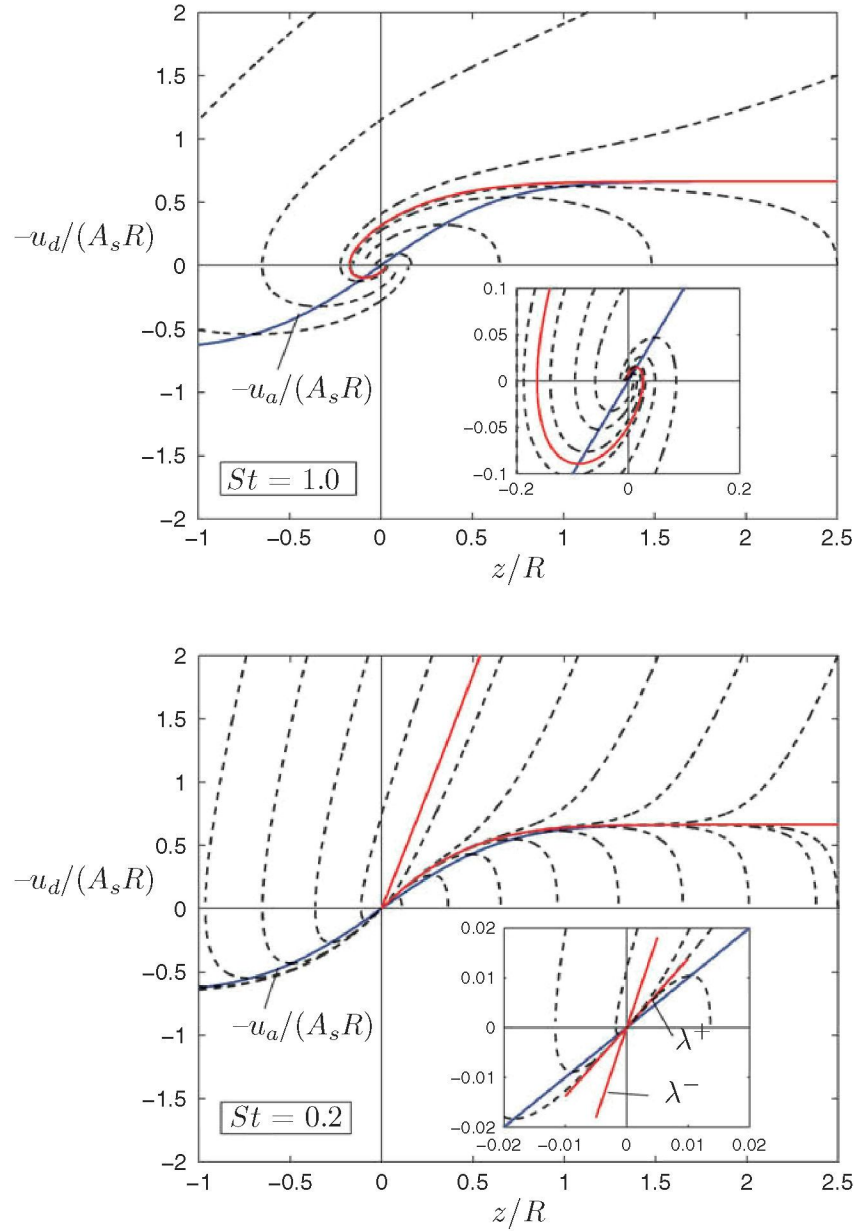 2
1.5
1
0.5
0
−0.5
−1
−1.5
−2
−u_d/(A_sR)
−u_a/(A_sR)
St = 1.0
0.1
0.05
0
−0.05
−0.1
−0.2 0 0.2
−1 −0.5 0 0.5 1 1.5 2 2.5
z/R
2
1.5
1
0.5
0
−0.5
−1
−1.5
−2
−u_d/(A_sR)
−u_a/(A_sR)
St = 0.2
0.02
0.01
0
−0.01
−0.02
λ⁺
λ⁻
−0.02 −0.01 0 0.01 0.02
−1 −0.5 0 0.5 1 1.5 2 2.5
z/R